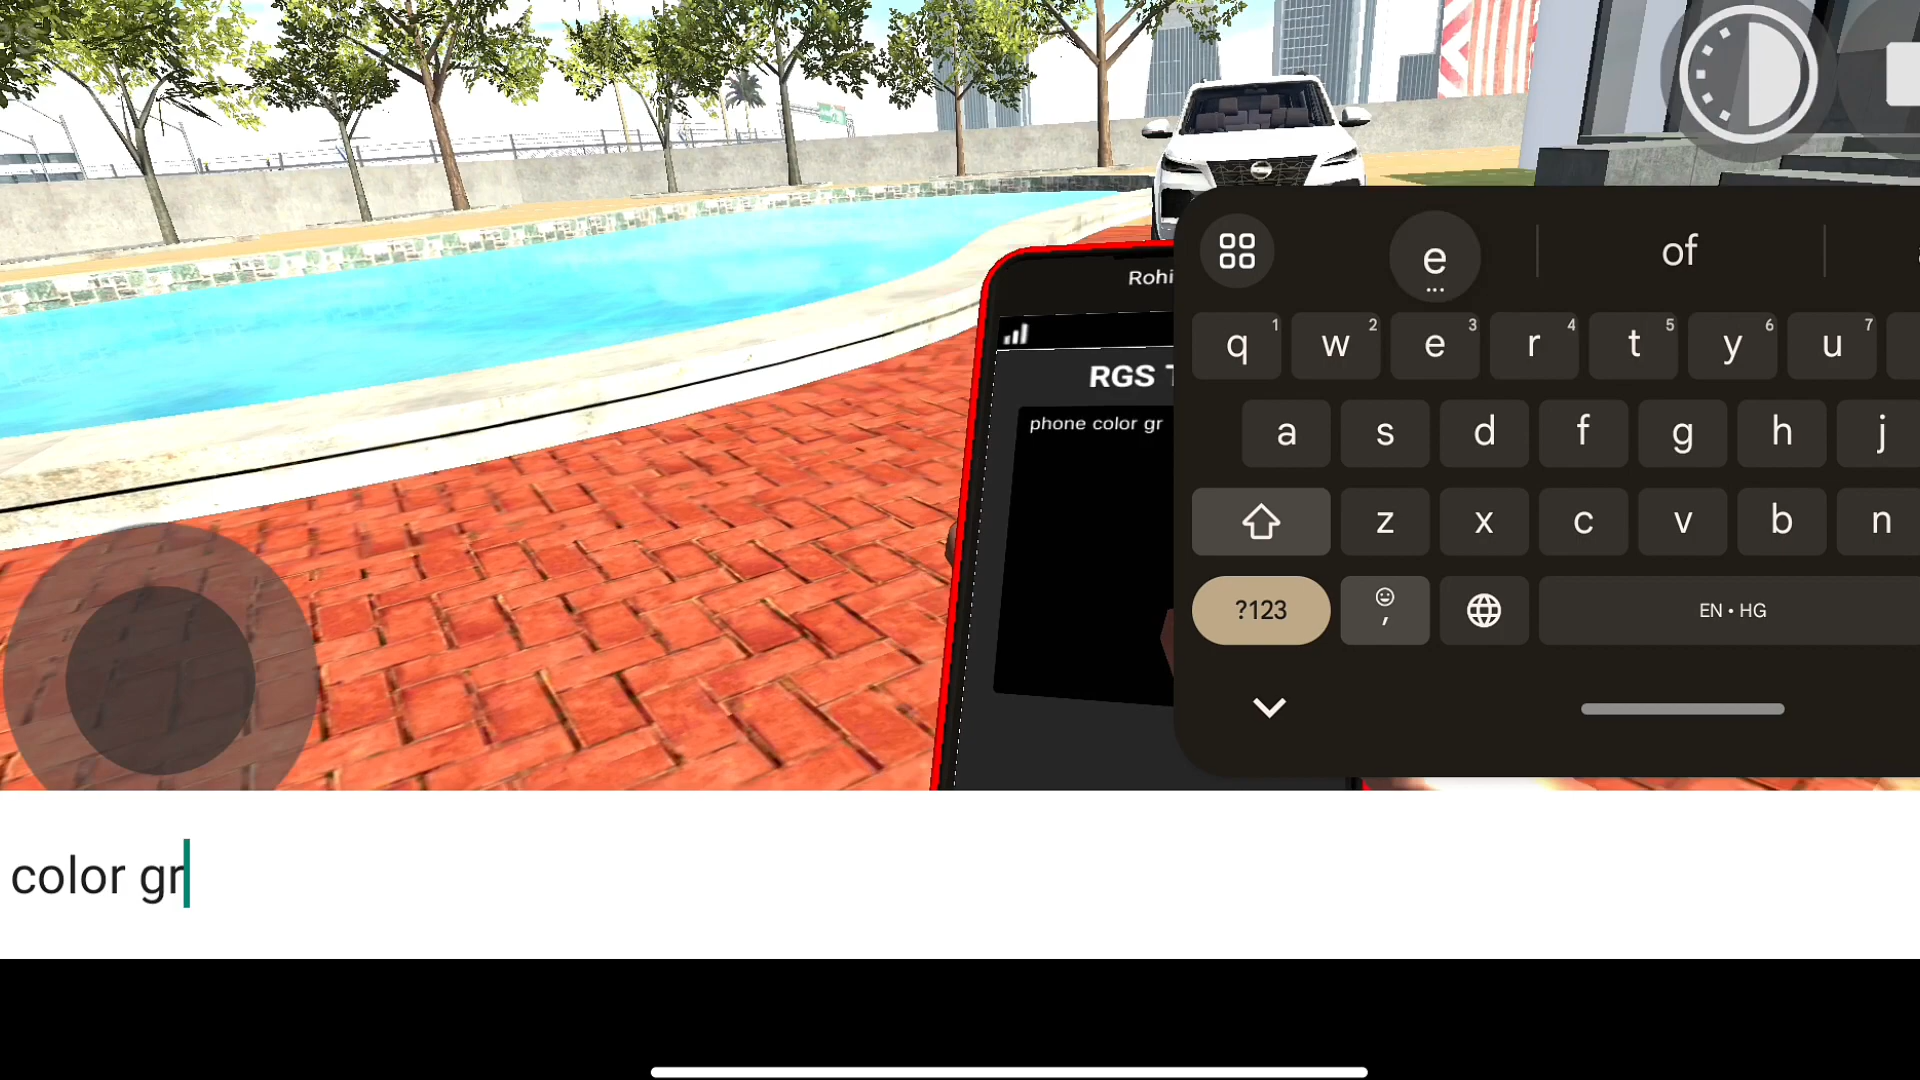 Rohi
RGS T
phone color gr
e
of
q 1 w 2 e 3 r 4 t 5 y 6 u 7
a s d f g h j
z x c v b n
?123 , EN • HG
color gr